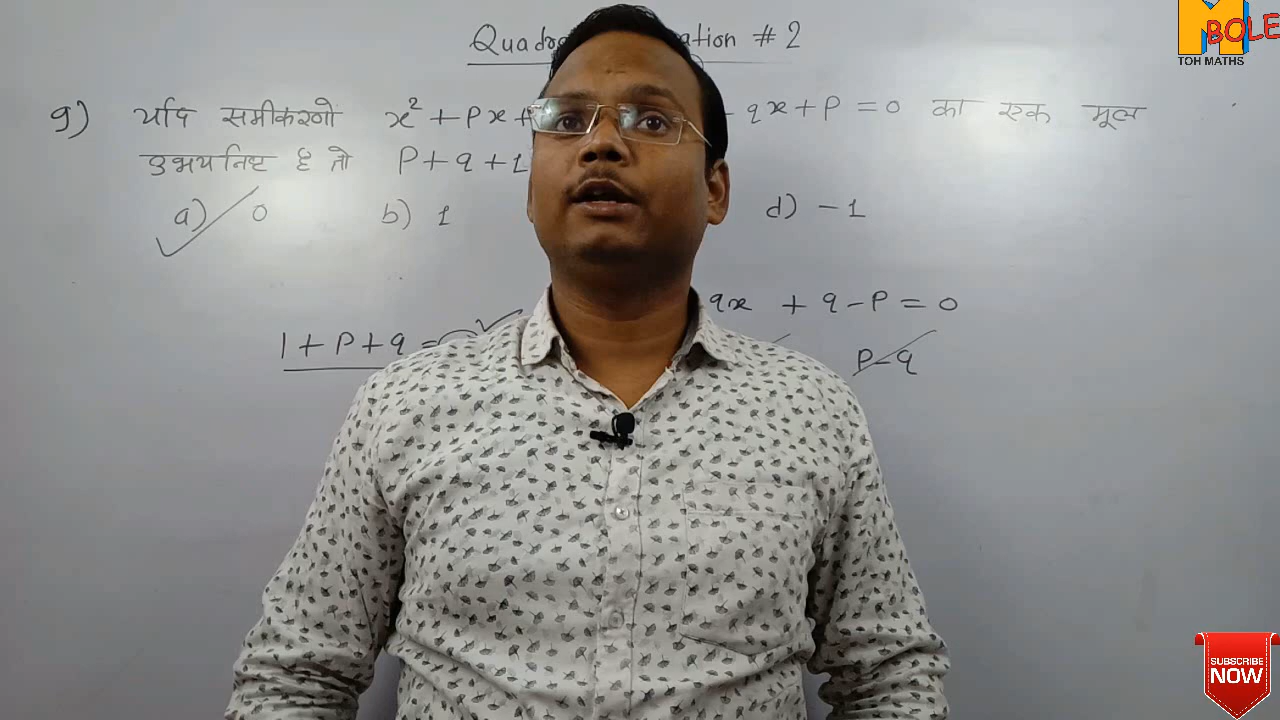 Quadr ation #2
M BOLE
TOH MATHS
9) यदि समीकरणो x² + px + - qx + p = 0 का एक मूल
उभयनिष्ट है तो p + q + 1
a) 0 b) 1 d) -1
qx + q - p = 0
1 + p + q =
p - q
SUBSCRIBE
NOW